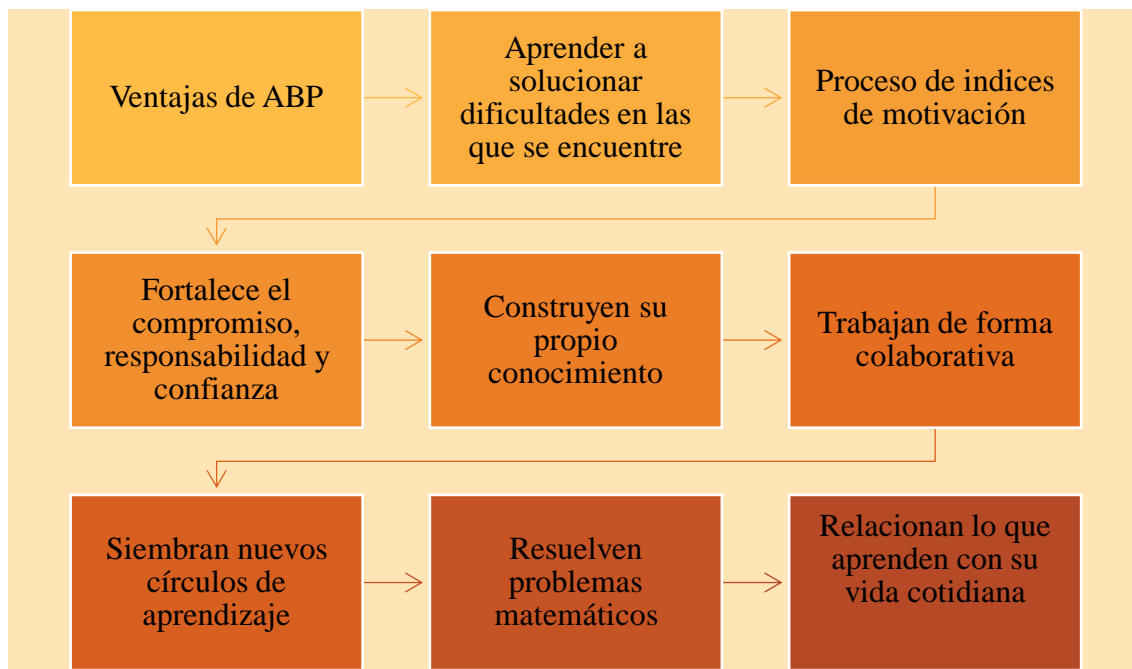 Ventajas de ABP
Aprender a
solucionar
dificultades en las
que se encuentre
Proceso de indices
de motivación
Fortalece el
compromiso,
responsabilidad y
confianza
Construyen su
propio
conocimiento
Trabajan de forma
colaborativa
Siembran nuevos
círculos de
aprendizaje
Resuelven
problemas
matemáticos
Relacionan lo que
aprenden con su
vida cotidiana